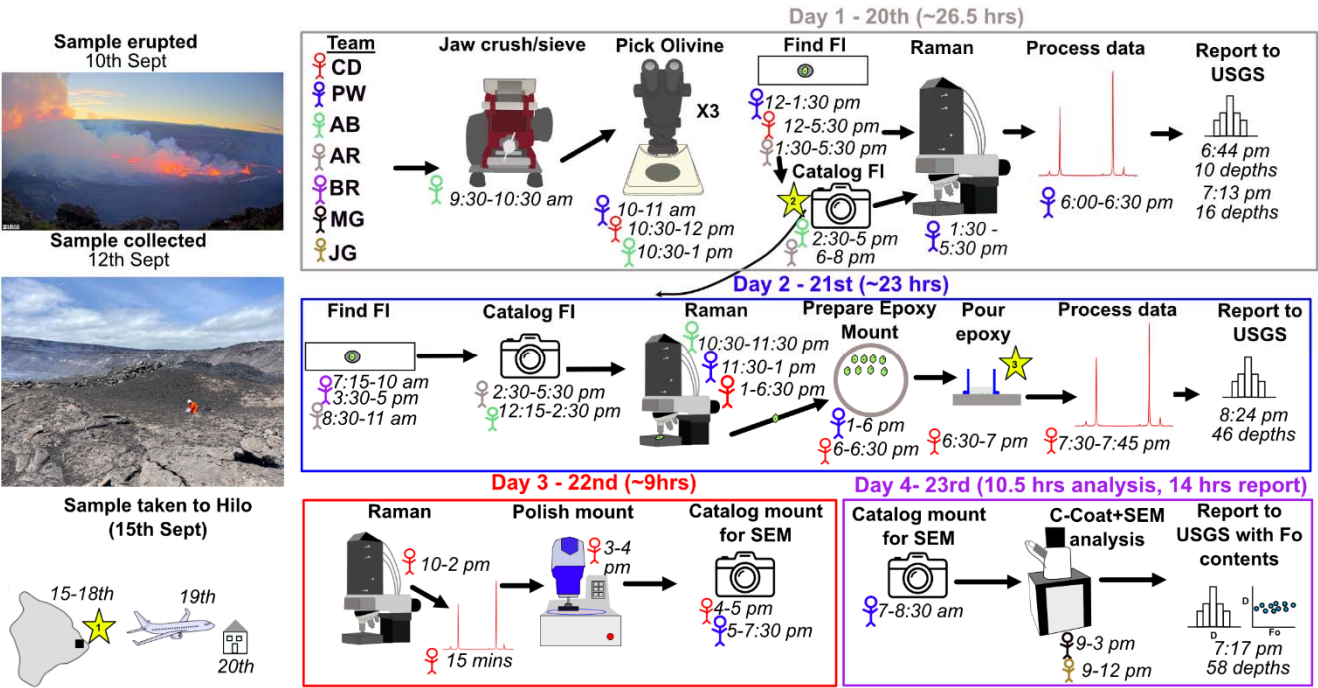 Sample erupted
10th Sept
USGS
Sample collected
12th Sept
Sample taken to Hilo
(15th Sept)
15-18th
1
19th
20th
Day 1 - 20th (~26.5 hrs)
Team
CD
PW
AB
AR
BR
MG
JG
Jaw crush/sieve
9:30-10:30 am
Pick Olivine
X3
10-11 am
10:30-12 pm
10:30-1 pm
Find FI
12-1:30 pm
12-5:30 pm
1:30-5:30 pm
Catalog FI
2
2:30-5 pm
6-8 pm
Raman
1:30 -
5:30 pm
Process data
6:00-6:30 pm
Report to
USGS
6:44 pm
10 depths
7:13 pm
16 depths
Day 2 - 21st (~23 hrs)
Find FI
7:15-10 am
3:30-5 pm
8:30-11 am
Catalog FI
2:30-5:30 pm
12:15-2:30 pm
Raman
10:30-11:30 pm
11:30-1 pm
1-6:30 pm
Prepare Epoxy
Mount
1-6 pm
6-6:30 pm
Pour
epoxy
3
6:30-7 pm
Process data
7:30-7:45 pm
Report to
USGS
8:24 pm
46 depths
Day 3 - 22nd (~9hrs)
Raman
10-2 pm
15 mins
Polish mount
3-4
pm
Catalog mount
for SEM
4-5 pm
5-7:30 pm
Day 4- 23rd (10.5 hrs analysis, 14 hrs report)
Catalog mount
for SEM
7-8:30 am
C-Coat+SEM
analysis
9-3 pm
9-12 pm
Report to
USGS with Fo
contents
D
D
Fo
7:17 pm
58 depths